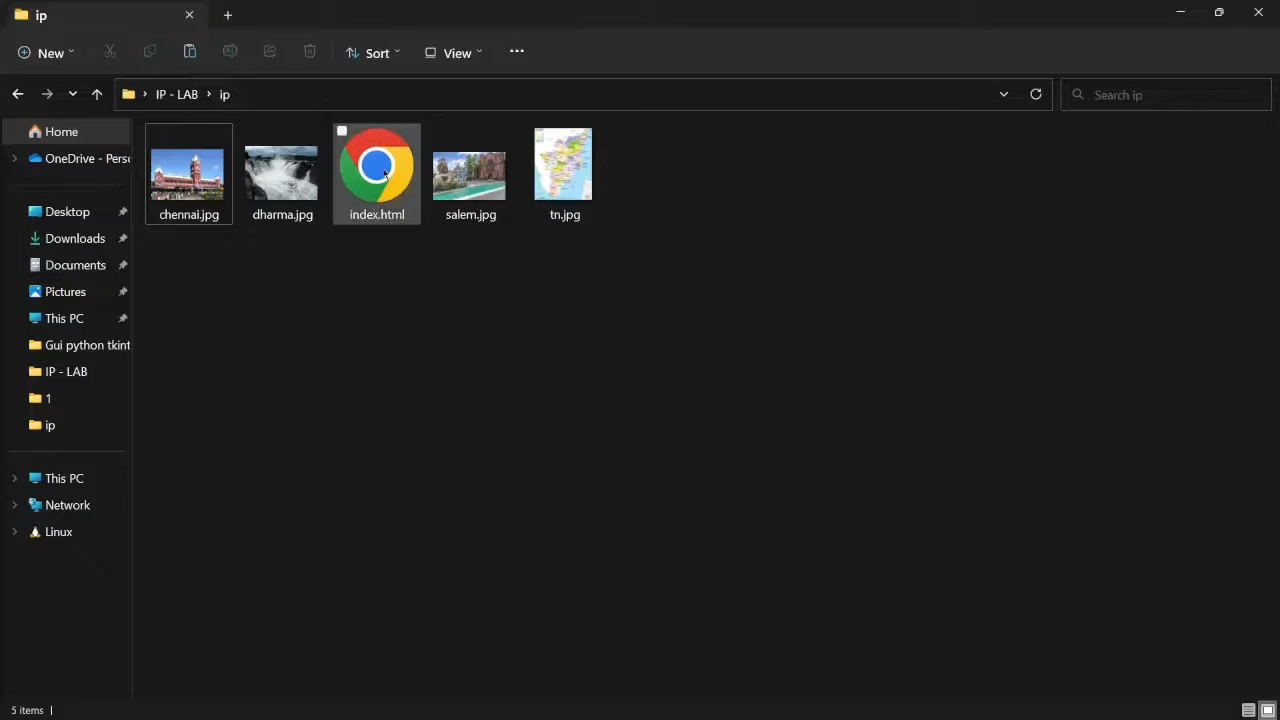 ip
New
Sort
View
IP - LAB
ip
Search ip
Home
OneDrive - Perso
Desktop
Downloads
Documents
Pictures
This PC
Gui python tkint
IP - LAB
1
ip
This PC
Network
Linux
chennai.jpg
dharma.jpg
index.html
salem.jpg
tn.jpg
5 items